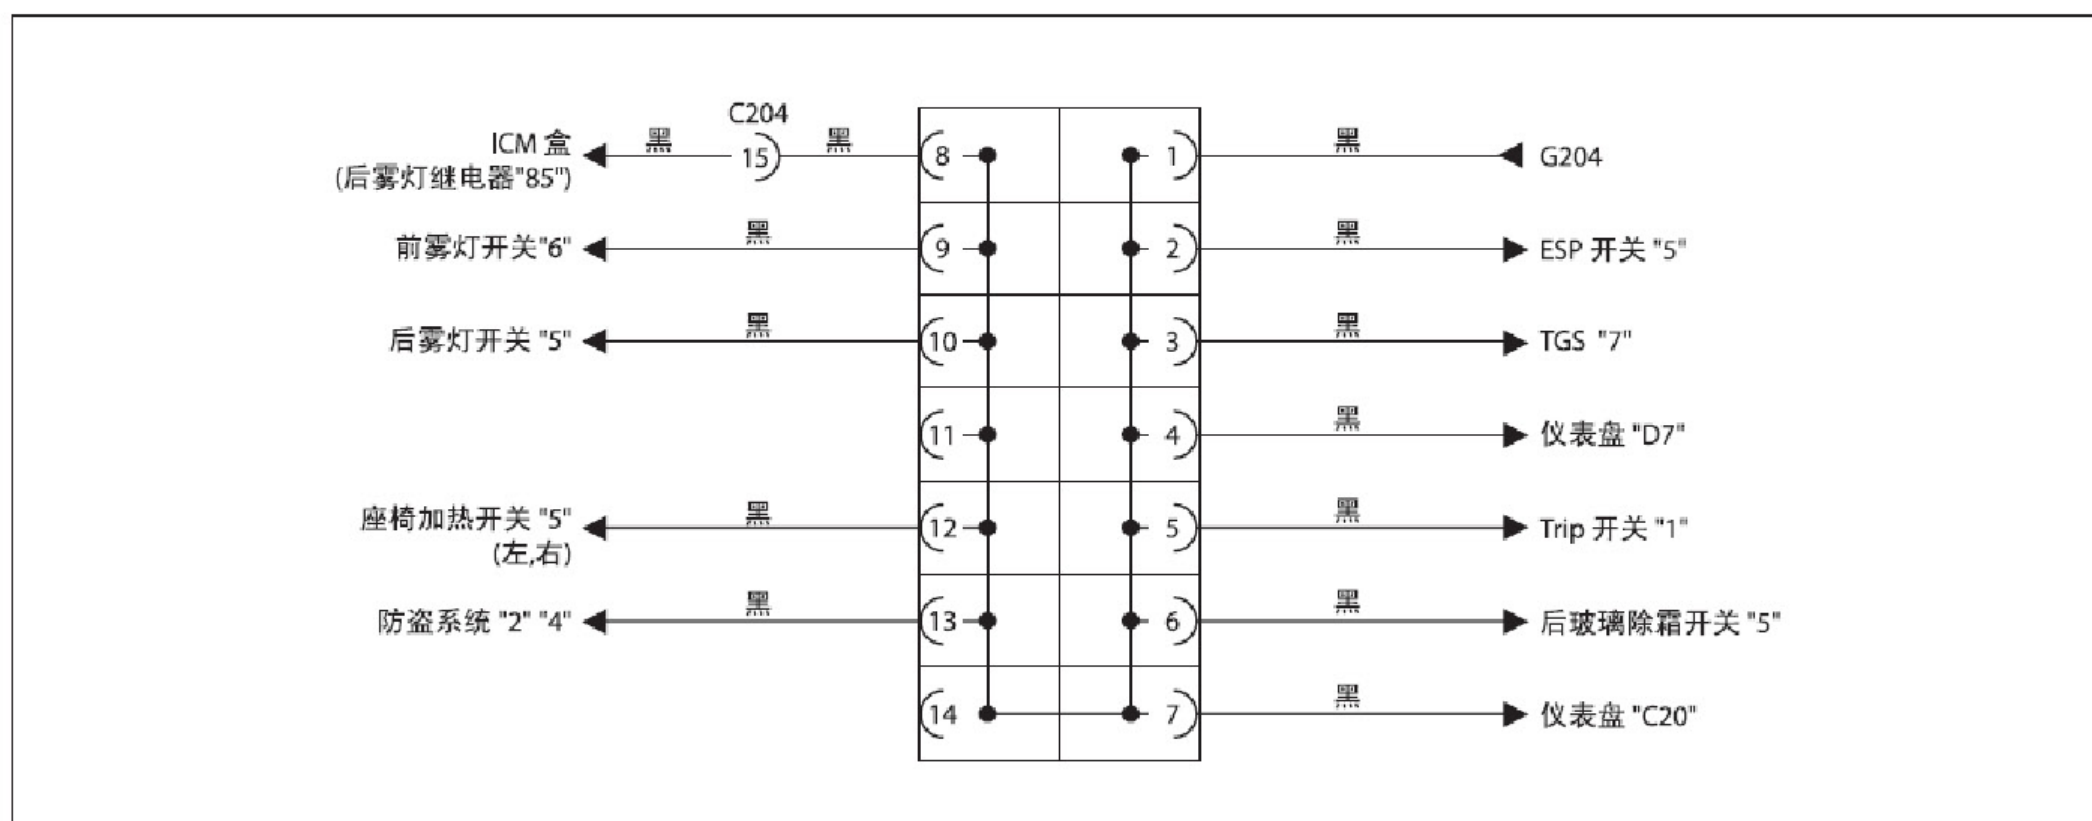 C204
ICM 盒 黑 15 黑 8 1 黑 G204
(后雾灯继电器"85")
前雾灯开关"6" 黑 9 2 黑 ESP 开关 "5"
后雾灯开关 "5" 黑 10 3 黑 TGS "7"
11 4 黑 仪表盘 "D7"
座椅加热开关 "5" 黑 12 5 黑 Trip 开关 "1"
(左,右)
防盗系统 "2" "4" 黑 13 6 黑 后玻璃除霜开关 "5"
14 7 黑 仪表盘 "C20"